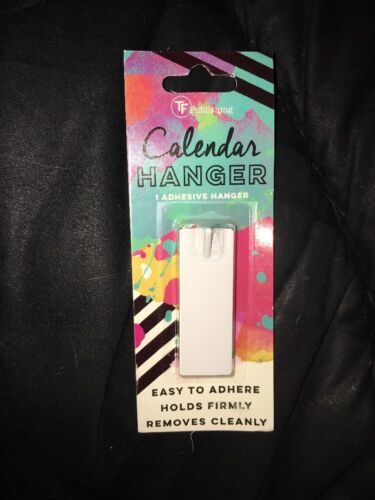 TF Publishing
Calendar
HANGER
1 ADHESIVE HANGER
EASY TO ADHERE
HOLDS FIRMLY
REMOVES CLEANLY